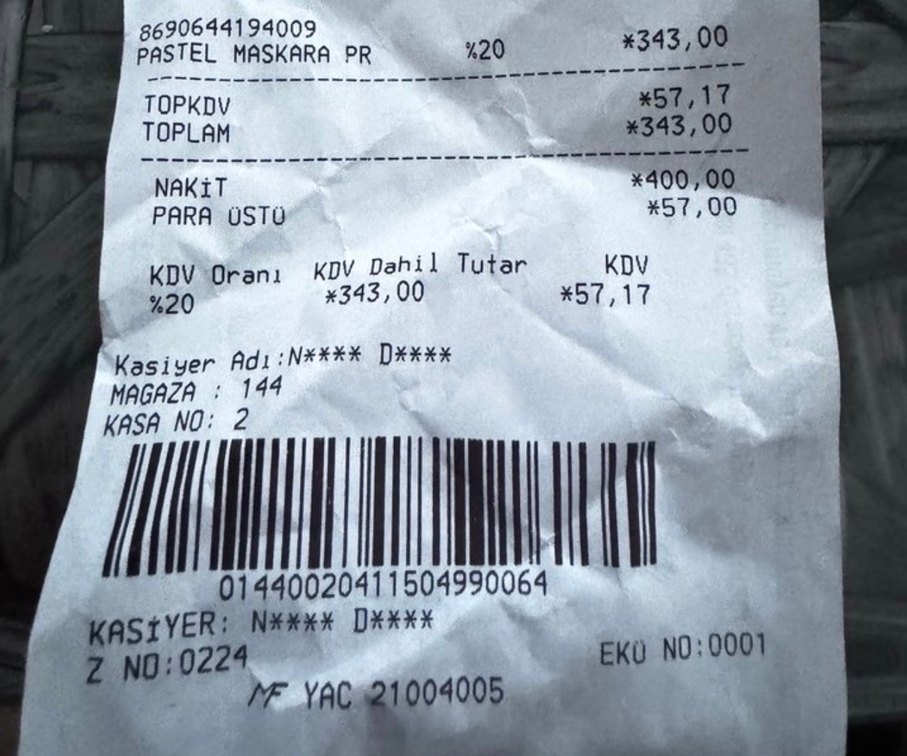 8690644194009
PASTEL MASKARA PR %20 *343,00
TOPKDV *57,17
TOPLAM *343,00
NAKİT *400,00
PARA ÜSTÜ *57,00
KDV Oranı KDV Dahil Tutar KDV
%20 *343,00 *57,17
Kasiyer Adı:N**** D****
MAGAZA : 144
KASA NO: 2
01440020411504990064
KASİYER: N**** D****
Z NO:0224 EKÜ NO:0001
MF YAC 21004005